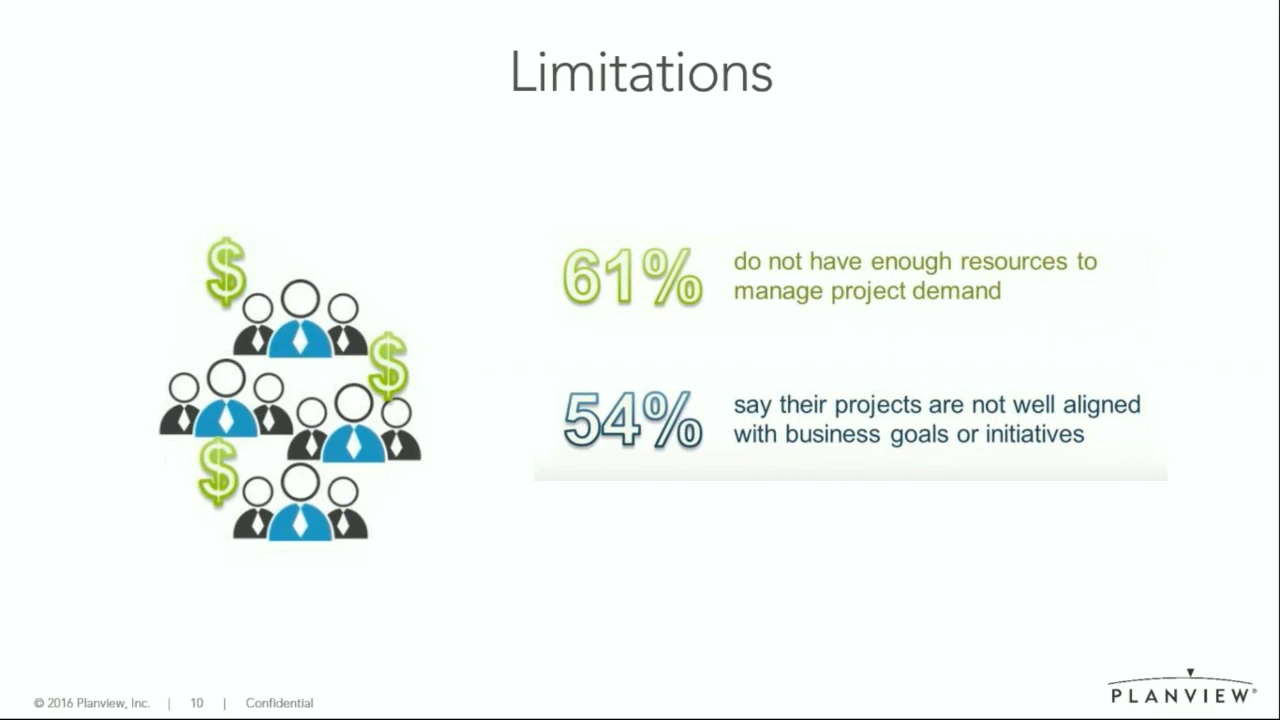 Limitations
$
61% do not have enough resources to
manage project demand
$
54% say their projects are not well aligned
with business goals or initiatives
$
© 2016 Planview, Inc. | 10 | Confidential
PLANVIEW®